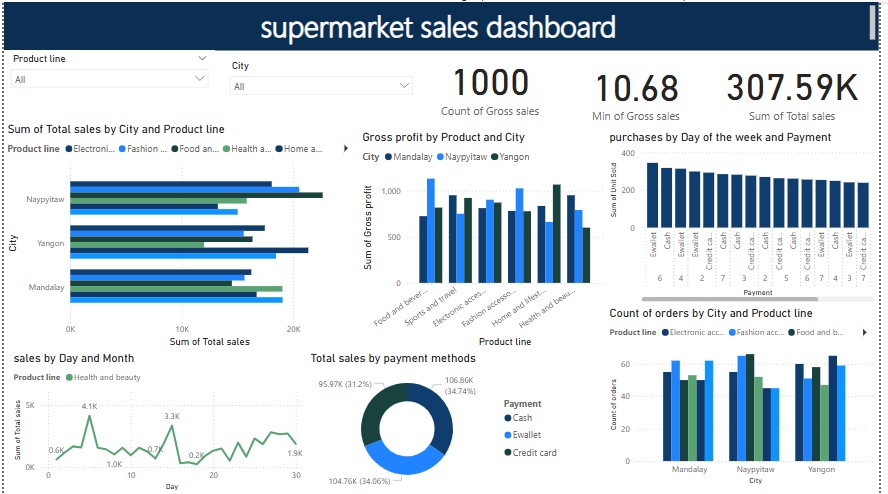 supermarket sales dashboard
Product line
All
City
All
1000
Count of Gross sales
10.68
Min of Gross sales
307.59K
Sum of Total sales
Sum of Total sales by City and Product line
Product line Electroni... Fashion ... Food an... Health a... Home a...
City
Naypyitaw
Yangon
Mandalay
0K 10K 20K
Sum of Total sales
Gross profit by Product and City
City Mandalay Naypyitaw Yangon
Sum of Gross profit
1,000
500
0
Food and bever... Sports and travel Electronic acces... Fashion accesso... Home and lifest... Health and beau...
Product line
purchases by Day of the week and Payment
Sum of Unit Sold
400
200
0
Ewallet Cash Ewallet Ewallet Credit ca... Cash Credit ca... Cash Cash Credit ca... Ewallet Cash Ewallet Credit ca...
6 4 2 7 3 2 5 6 4 3 7
Payment
sales by Day and Month
Product line Health and beauty
Sum of Total sales
5K
0K
0.6K 4.1K 1.0K 0.7K 3.3K 0.2K 1.9K
0 10 20 30
Day
Total sales by payment methods
95.97K (31.2%)
106.86K
(34.74%)
104.76K (34.06%)
Payment
Cash
Ewallet
Credit card
Count of orders by City and Product line
Product line Electronic acc... Fashion acc... Food and b...
Count of orders
60
40
20
0
Mandalay Naypyitaw Yangon
City